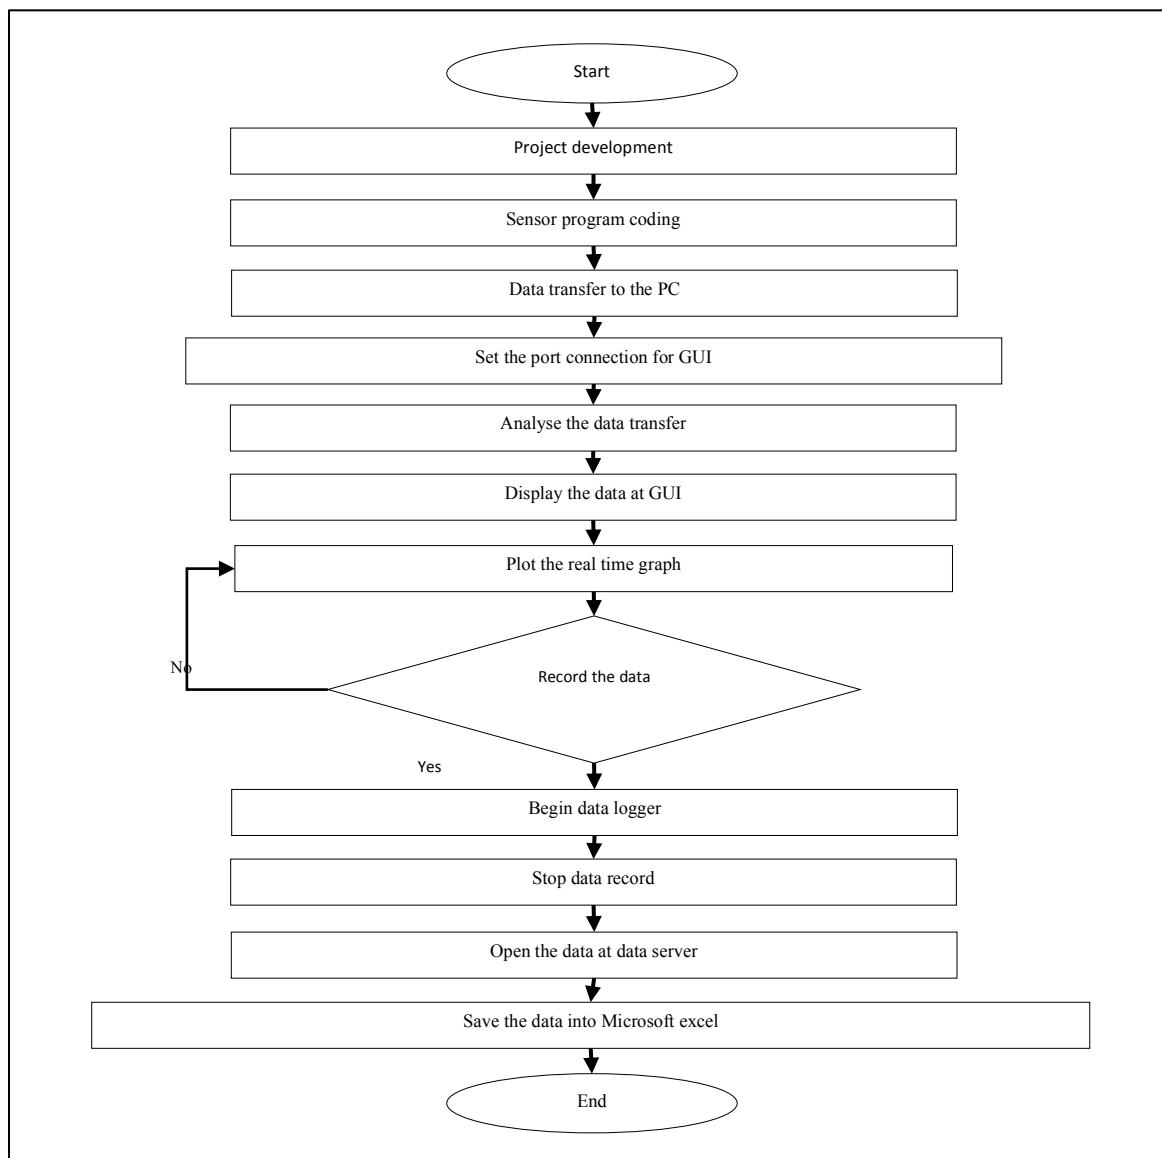 Start
Project development
Sensor program coding
Data transfer to the PC
Set the port connection for GUI
Analyse the data transfer
Display the data at GUI
Plot the real time graph
No
Record the data
Yes
Begin data logger
Stop data record
Open the data at data server
Save the data into Microsoft excel
End